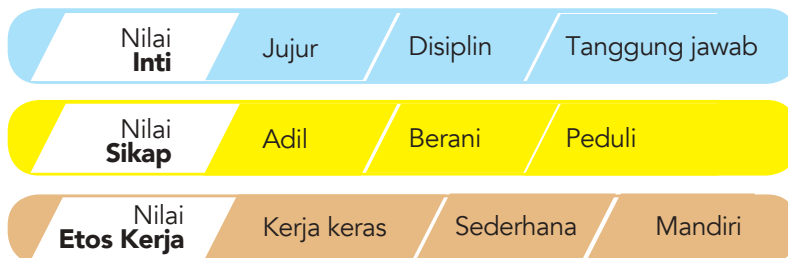 Nilai
Inti
Jujur
Disiplin
Tanggung jawab
Nilai
Sikap
Adil
Berani
Peduli
Nilai
Etos Kerja
Kerja keras
Sederhana
Mandiri